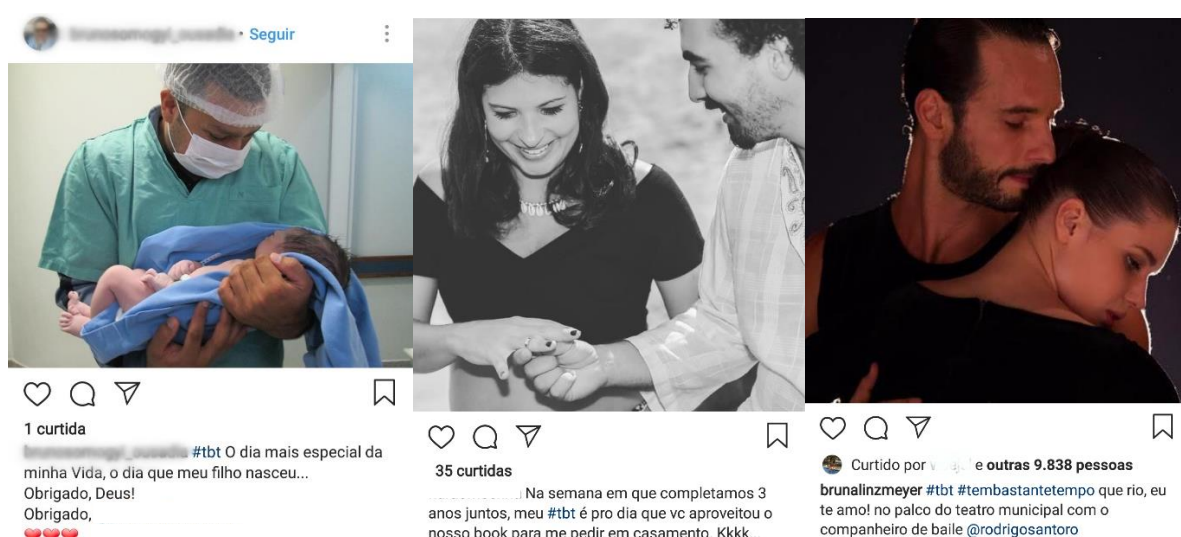 • Seguir
1 curtida
#tbt O dia mais especial da
minha Vida, o dia que meu filho nasceu...
Obrigado, Deus!
Obrigado,
35 curtidas
Na semana em que completamos 3
anos juntos, meu #tbt é pro dia que vc aproveitou o
nosso book para me pedir em casamento. Kkkk...
Curtido por
e outras 9.838 pessoas
brunalinzmeyer #tbt #tembastantetempo que rio, eu
te amo! no palco do teatro municipal com o
companheiro de baile @rodrigosantoro